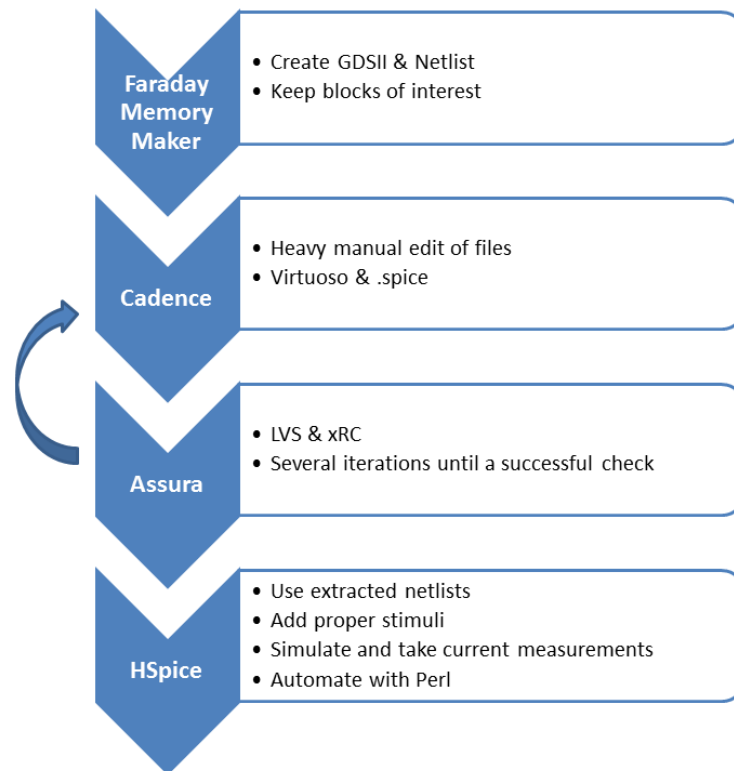 Faraday
Memory
Maker
• Create GDSII & Netlist
• Keep blocks of interest
Cadence
• Heavy manual edit of files
• Virtuoso & .spice
Assura
• LVS & xRC
• Several iterations until a successful check
HSpice
• Use extracted netlists
• Add proper stimuli
• Simulate and take current measurements
• Automate with Perl